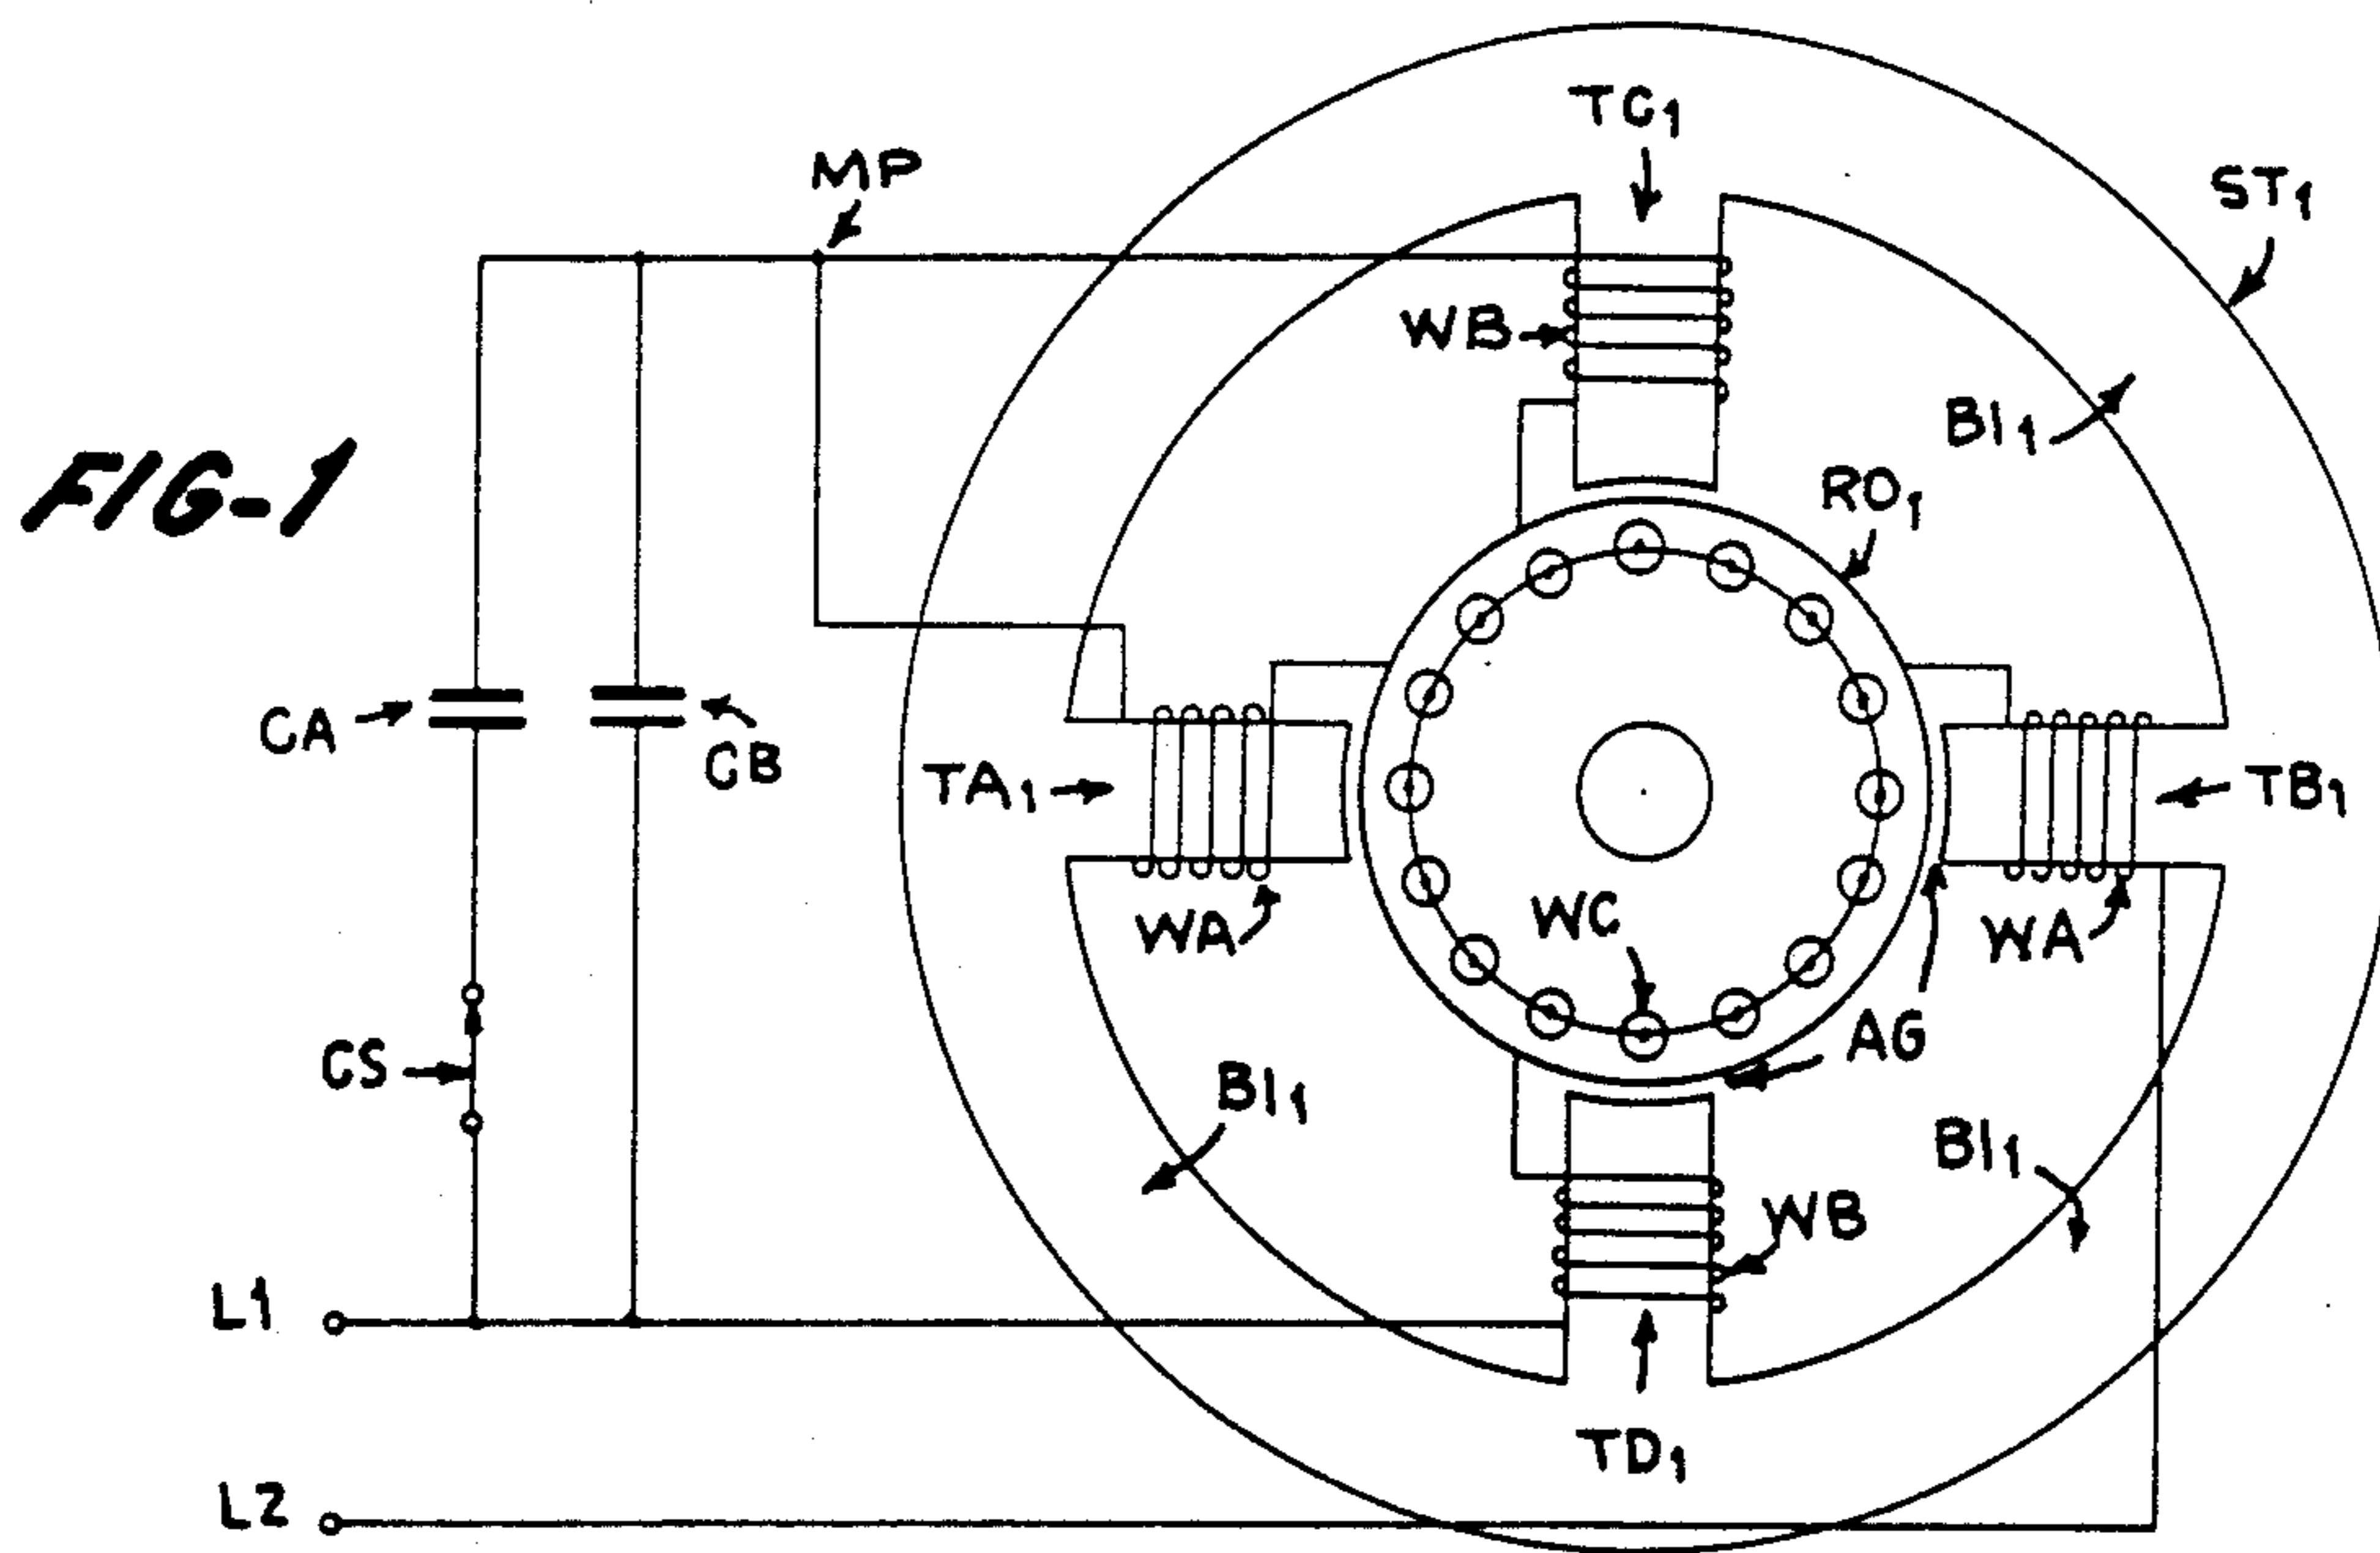 TC1
MP
ST1
WB
BI1
FIG-1
RO1
CA
CB
TA1
TB1
WA
WC
WA
AG
CS
BI1
BI1
WB
L1
TD1
L2